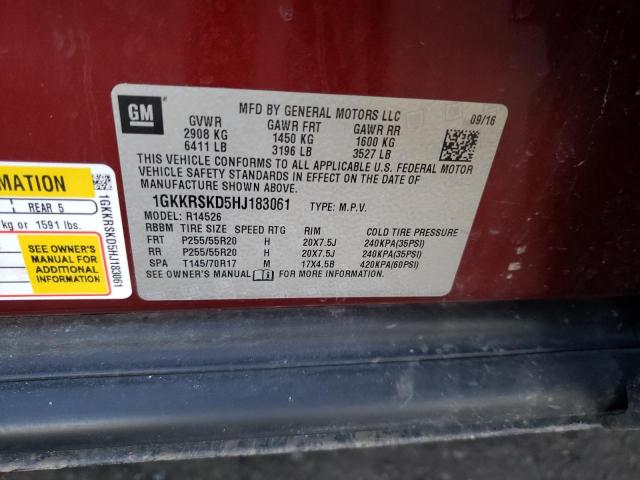 GM
MFD BY GENERAL MOTORS LLC 09/16
GVWR GAWR FRT GAWR RR
2908 KG 1450 KG 1600 KG
6411 LB 3196 LB 3527 LB
THIS VEHICLE CONFORMS TO ALL APPLICABLE U.S. FEDERAL MOTOR
VEHICLE SAFETY STANDARDS IN EFFECT ON THE DATE OF
MANUFACTURE SHOWN ABOVE.
1GKKRSKD5HJ183061 TYPE: M.P.V.
MODEL: R14526
RBBM TIRE SIZE SPEED RTG RIM COLD TIRE PRESSURE
FRT P255/55R20 H 20X7.5J 240KPA(35PSI)
RR P255/55R20 H 20X7.5J 240KPA(35PSI)
SPA T145/70R17 M 17X4.5B 420KPA(60PSI)
SEE OWNER'S MANUAL FOR MORE INFORMATION.
MATION
REAR 5
kg or 1591 lbs.
SEE OWNER'S
MANUAL FOR
ADDITIONAL
INFORMATION
1GKKRSKD5HJ183061